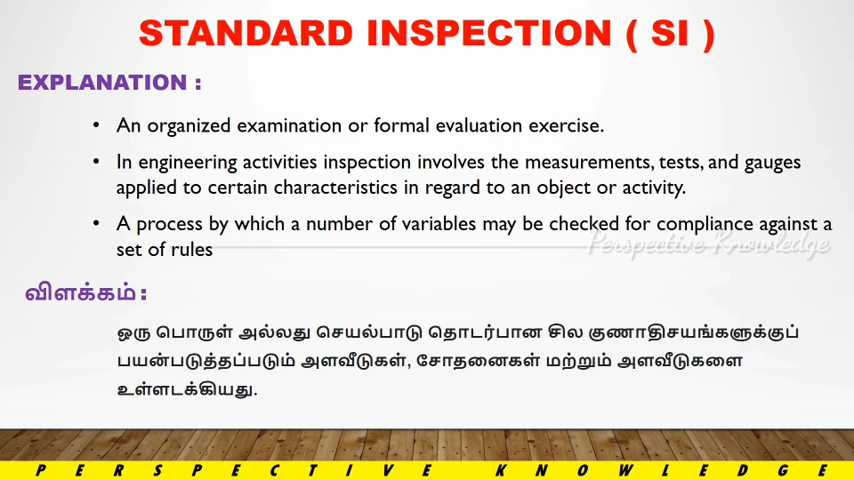 STANDARD INSPECTION ( SI )
EXPLANATION :
• An organized examination or formal evaluation exercise.
• In engineering activities inspection involves the measurements, tests, and gauges
applied to certain characteristics in regard to an object or activity.
• A process by which a number of variables may be checked for compliance against a
set of rules
Perspective Knowledge
விளக்கம் :
ஒரு பொருள் அல்லது செயல்பாடு தொடர்பான சில குணாதிசயங்களுக்குப்
பயன்படுத்தப்படும் அளவீடுகள், சோதனைகள் மற்றும் அளவீடுகளை
உள்ளடக்கியது.
PERSPECTIVE KNOWLEDGE